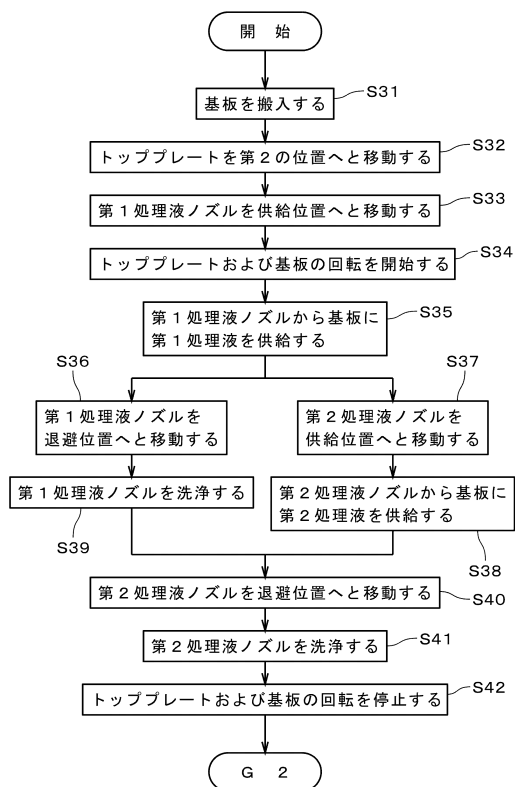 開 始
基板を搬入する
S31
トッププレートを第2の位置へと移動する
S32
第1処理液ノズルを供給位置へと移動する
S33
トッププレートおよび基板の回転を開始する
S34
第1処理液ノズルから基板に
第1処理液を供給する
S35
S36
第1処理液ノズルを
退避位置へと移動する
S37
第2処理液ノズルを
供給位置へと移動する
第1処理液ノズルを洗浄する
S39
第2処理液ノズルから基板に
第2処理液を供給する
S38
第2処理液ノズルを退避位置へと移動する
S40
第2処理液ノズルを洗浄する
S41
トッププレートおよび基板の回転を停止する
S42
G 2